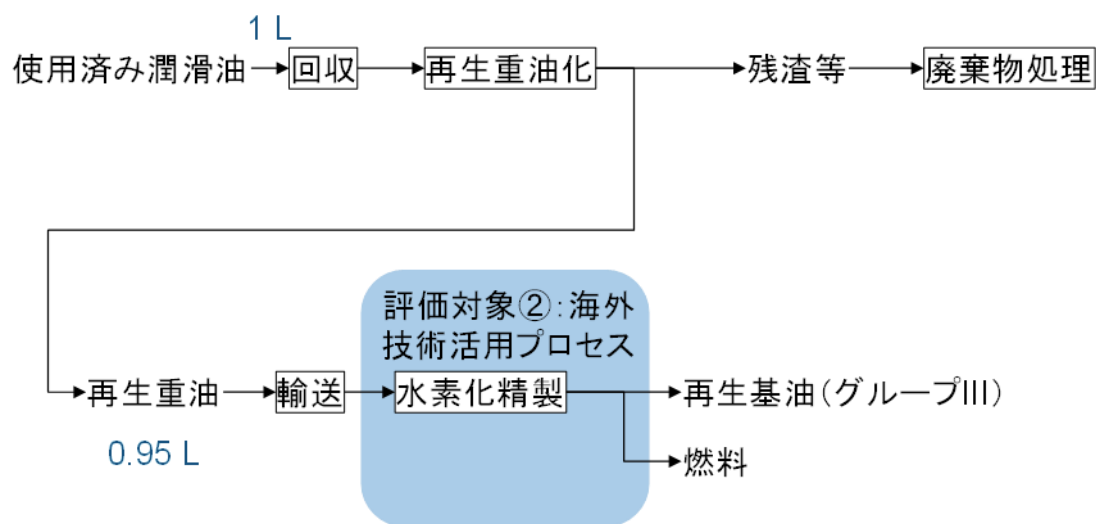 1 L
使用済み潤滑油
回収
再生重油化
残渣等
廃棄物処理
評価対象②:海外
技術活用プロセス
再生重油
輸送
水素化精製
再生基油(グループIII)
0.95 L
燃料